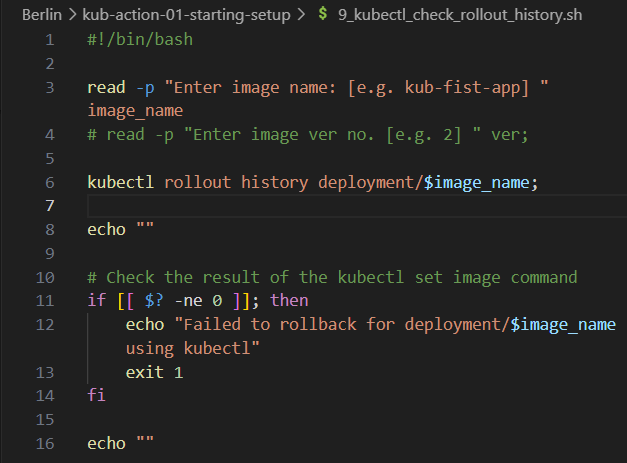 Berlin > kub-action-01-starting-setup > $ 9_kubectl_check_rollout_history.sh
1 #!/bin/bash
2
3 read -p "Enter image name: [e.g. kub-fist-app] "
image_name
4 # read -p "Enter image ver no. [e.g. 2] " ver;
5
6 kubectl rollout history deployment/$image_name;
7
8 echo ""
9
10 # Check the result of the kubectl set image command
11 if [[ $? -ne 0 ]]; then
12 echo "Failed to rollback for deployment/$image_name
using kubectl"
13 exit 1
14 fi
15
16 echo ""